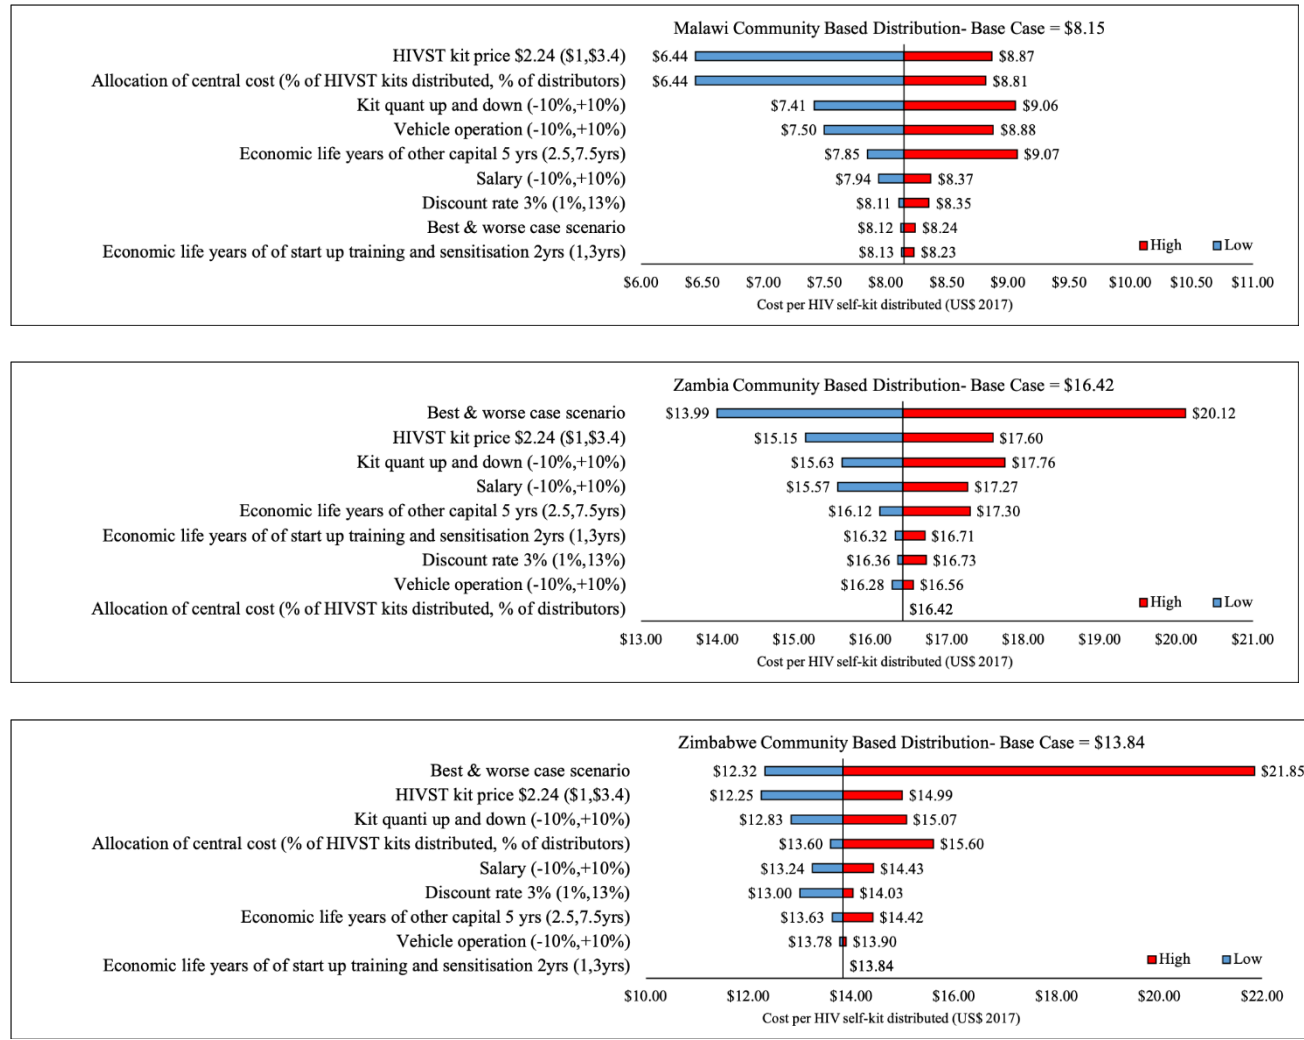 Malawi Community Based Distribution- Base Case = $8.15
HIVST kit price $2.24 ($1,$3.4) $6.44 $8.87
Allocation of central cost (% of HIVST kits distributed, % of distributors) $6.44 $8.81
Kit quant up and down (-10%,+10%) $7.41 $9.06
Vehicle operation (-10%,+10%) $7.50 $8.88
Economic life years of other capital 5 yrs (2.5,7.5yrs) $7.85 $9.07
Salary (-10%,+10%) $7.94 $8.37
Discount rate 3% (1%,13%) $8.11 $8.35
Best & worse case scenario $8.12 $8.24
Economic life years of of start up training and sensitisation 2yrs (1,3yrs) $8.13 $8.23
High Low
$6.00 $6.50 $7.00 $7.50 $8.00 $8.50 $9.00 $9.50 $10.00 $10.50 $11.00
Cost per HIV self-kit distributed (US$ 2017)
Zambia Community Based Distribution- Base Case = $16.42
Best & worse case scenario $13.99 $20.12
HIVST kit price $2.24 ($1,$3.4) $15.15 $17.60
Kit quant up and down (-10%,+10%) $15.63 $17.76
Salary (-10%,+10%) $15.57 $17.27
Economic life years of other capital 5 yrs (2.5,7.5yrs) $16.12 $17.30
Economic life years of of start up training and sensitisation 2yrs (1,3yrs) $16.32 $16.71
Discount rate 3% (1%,13%) $16.36 $16.73
Vehicle operation (-10%,+10%) $16.28 $16.56
Allocation of central cost (% of HIVST kits distributed, % of distributors) $16.42
High Low
$13.00 $14.00 $15.00 $16.00 $17.00 $18.00 $19.00 $20.00 $21.00
Cost per HIV self-kit distributed (US$ 2017)
Zimbabwe Community Based Distribution- Base Case = $13.84
Best & worse case scenario $12.32 $21.85
HIVST kit price $2.24 ($1,$3.4) $12.25 $14.99
Kit quanti up and down (-10%,+10%) $12.83 $15.07
Allocation of central cost (% of HIVST kits distributed, % of distributors) $13.60 $15.60
Salary (-10%,+10%) $13.24 $14.43
Discount rate 3% (1%,13%) $13.00 $14.03
Economic life years of other capital 5 yrs (2.5,7.5yrs) $13.63 $14.42
Vehicle operation (-10%,+10%) $13.78 $13.90
Economic life years of of start up training and sensitisation 2yrs (1,3yrs) $13.84
High Low
$10.00 $12.00 $14.00 $16.00 $18.00 $20.00 $22.00
Cost per HIV self-kit distributed (US$ 2017)